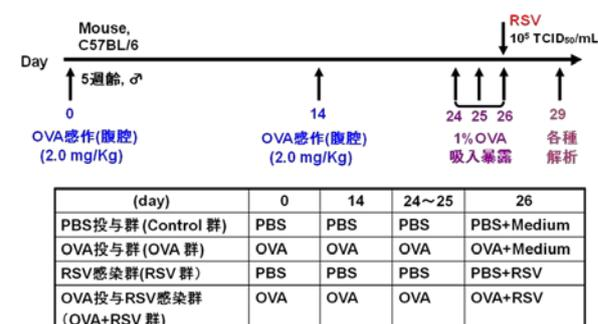 RSV
10⁵ TCID₅₀/mL
Mouse,
C57BL/6
Day
5週齢, ♂
0
14
24 25 26
29
OVA感作(腹腔)
(2.0 mg/Kg)
OVA感作(腹腔)
(2.0 mg/Kg)
1%OVA
吸入暴露
各種
解析
(day) 0 14 24～25 26
PBS投与群(Control 群) PBS PBS PBS PBS+Medium
OVA投与群(OVA 群) OVA OVA OVA OVA+Medium
RSV感染群(RSV 群) PBS PBS PBS PBS+RSV
OVA投与RSV感染群 OVA OVA OVA OVA+RSV
(OVA+RSV 群)